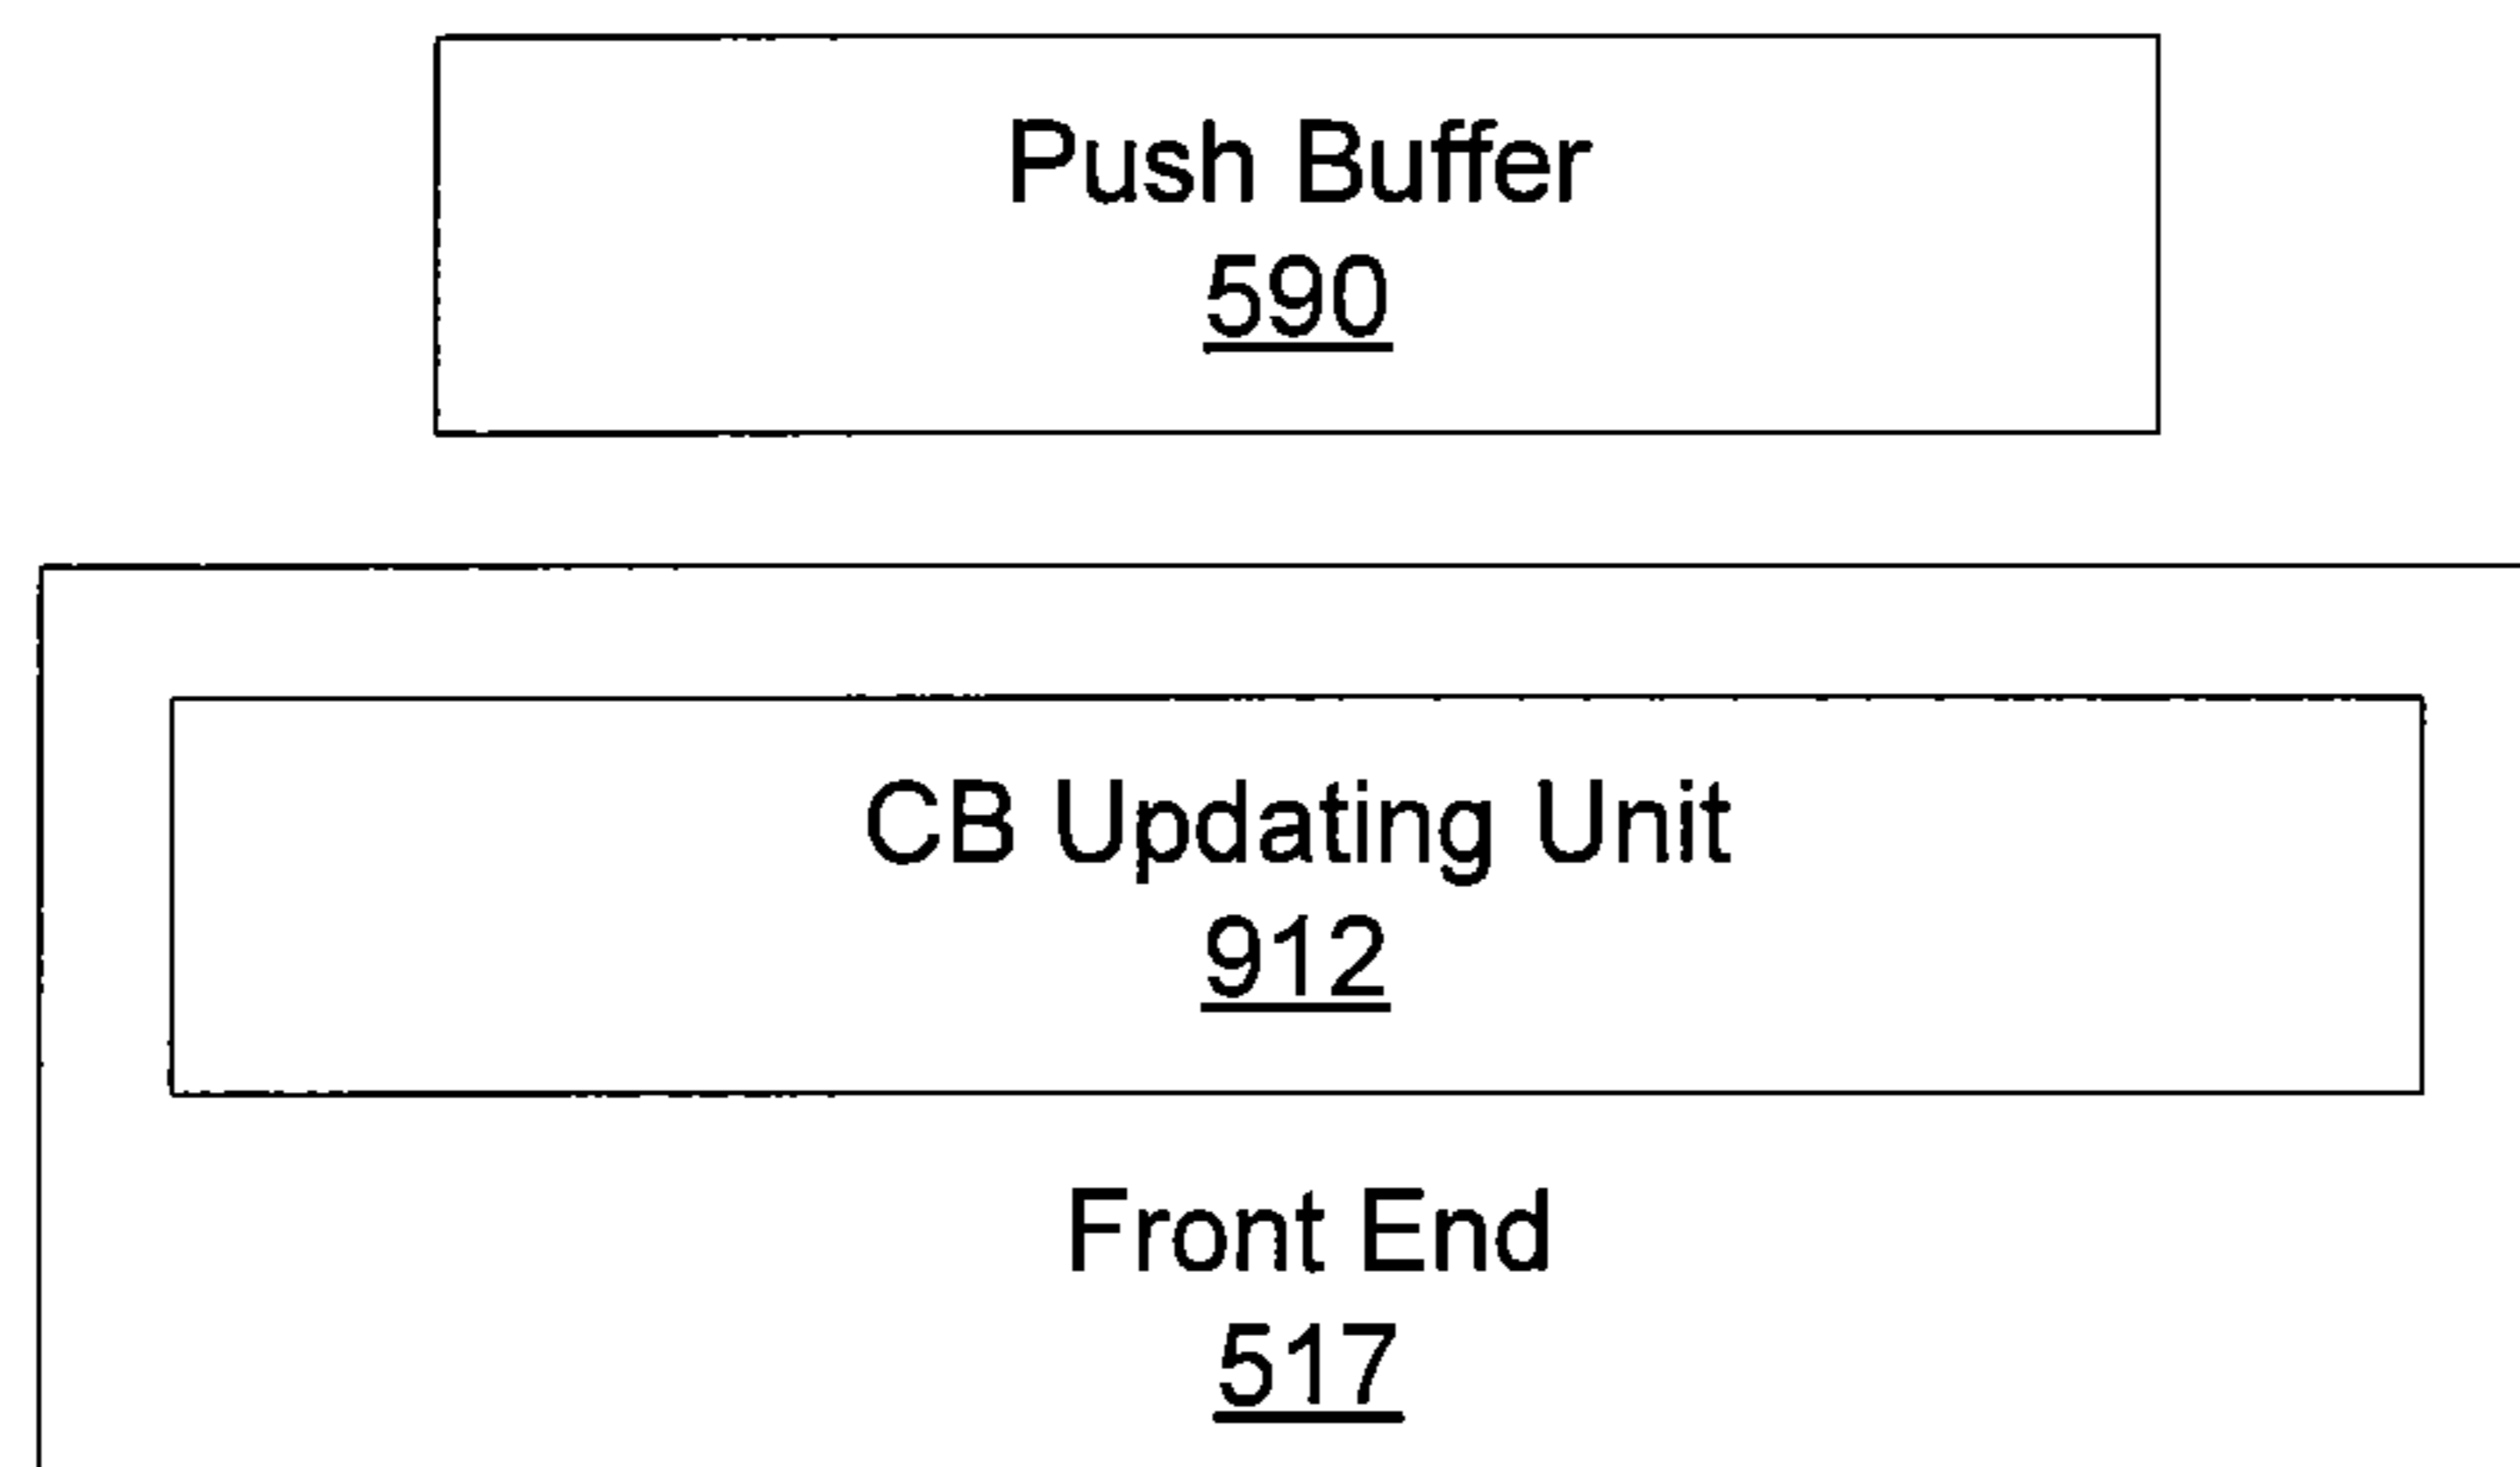 Push Buffer
590
CB Updating Unit
912
Front End
517